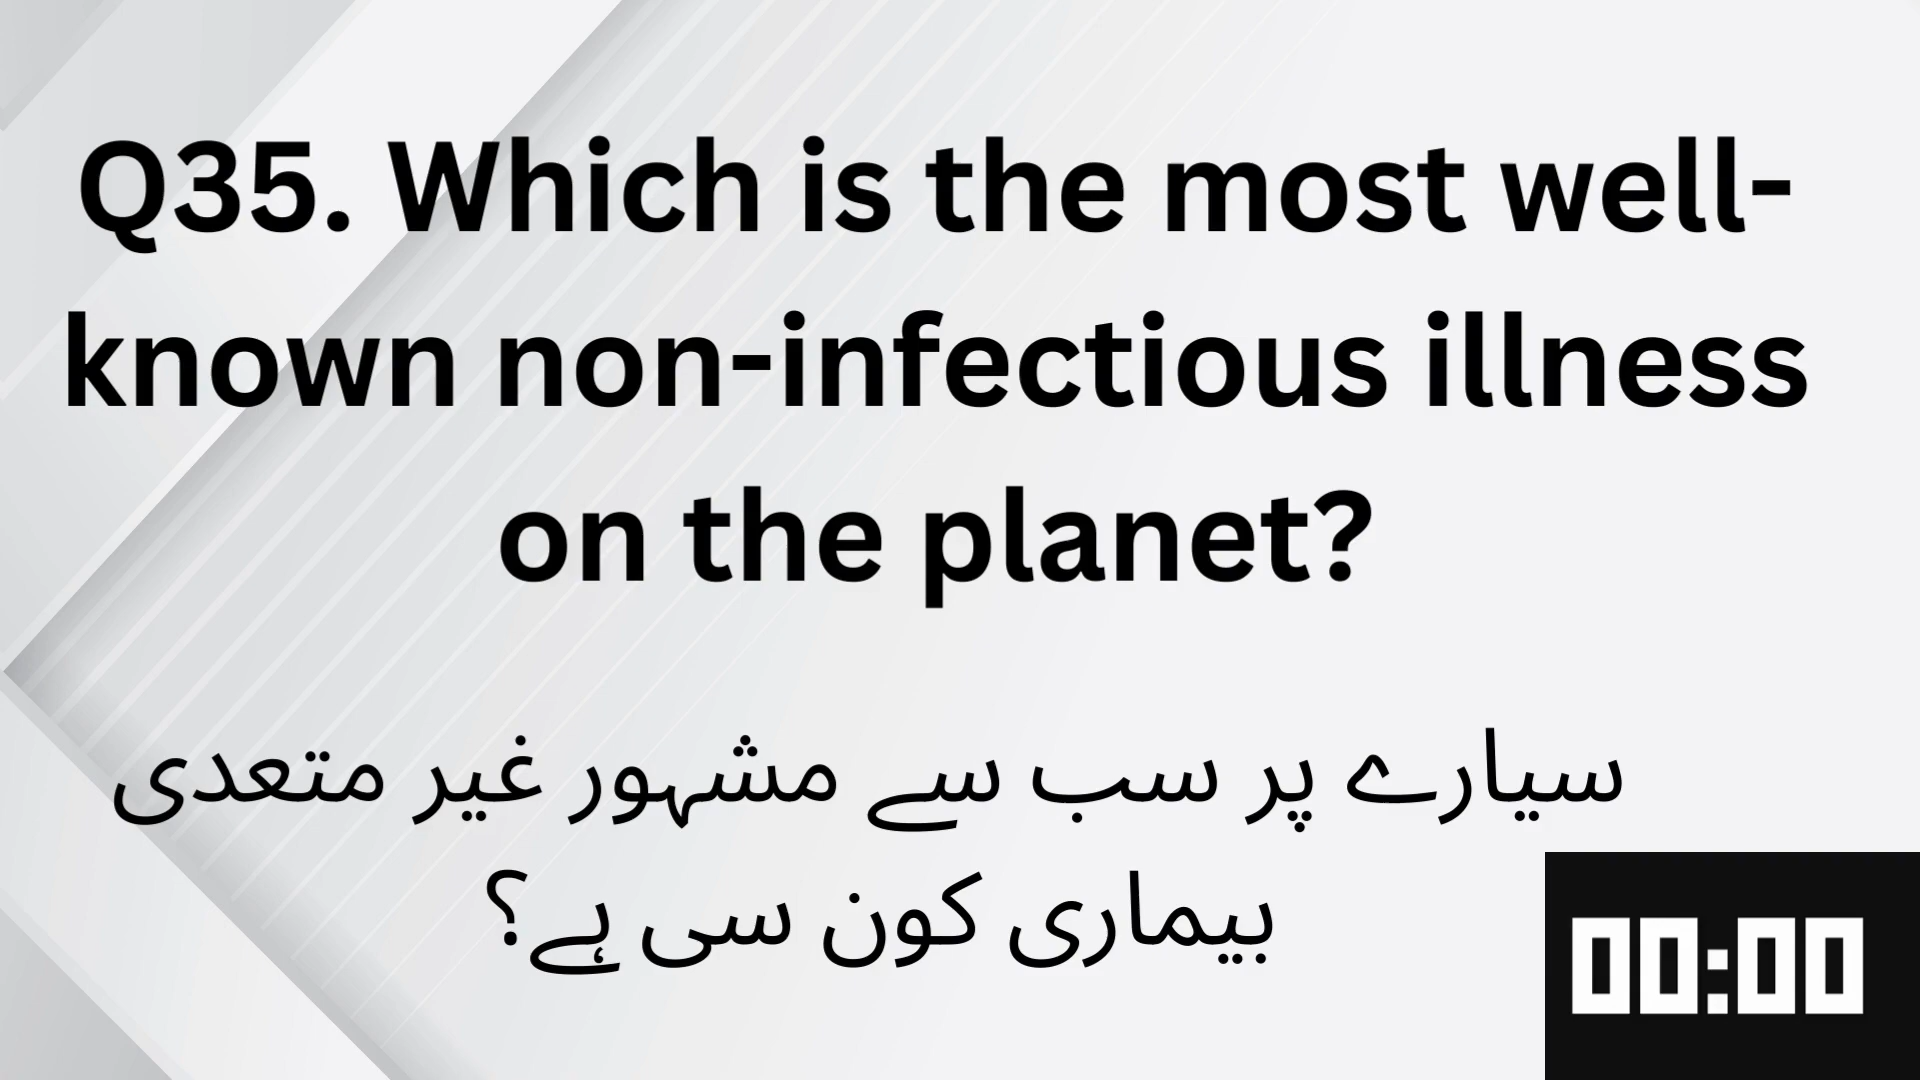 Q35. Which is the most well-
known non-infectious illness
on the planet?
سیارے پر سب سے مشہور غیر متعدی
بیماری کون سی ہے؟
00:00